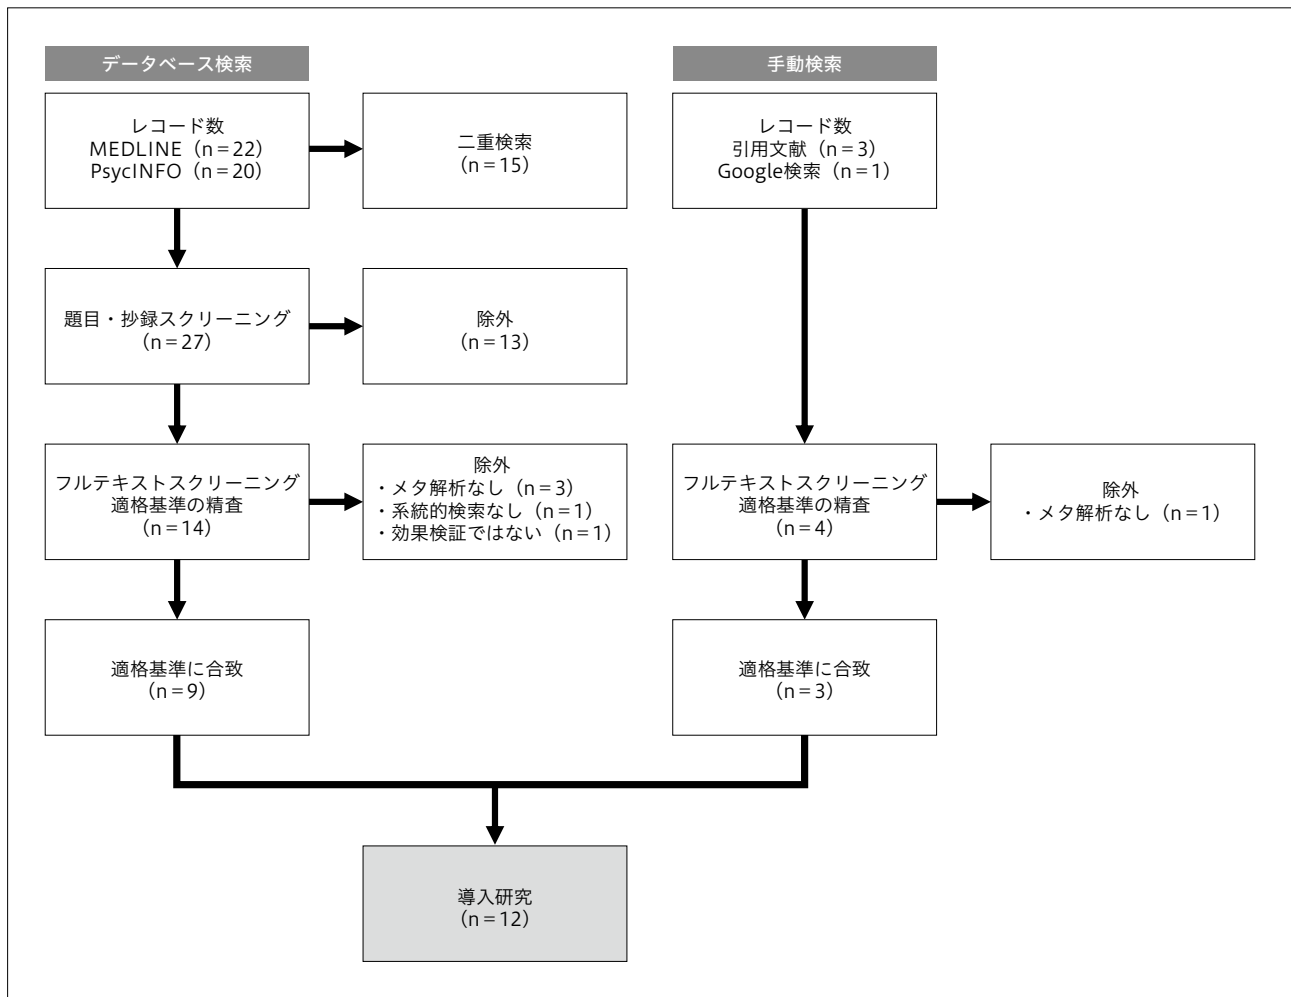 データベース検索
レコード数
MEDLINE（n＝22）
PsycINFO（n＝20）
二重検索
（n＝15）
題目・抄録スクリーニング
（n＝27）
除外
（n＝13）
フルテキストスクリーニング
適格基準の精査
（n＝14）
除外
・メタ解析なし（n＝3）
・系統的検索なし（n＝1）
・効果検証ではない（n＝1）
適格基準に合致
（n＝9）
手動検索
レコード数
引用文献（n＝3）
Google検索（n＝1）
フルテキストスクリーニング
適格基準の精査
（n＝4）
除外
・メタ解析なし（n＝1）
適格基準に合致
（n＝3）
導入研究
（n＝12）